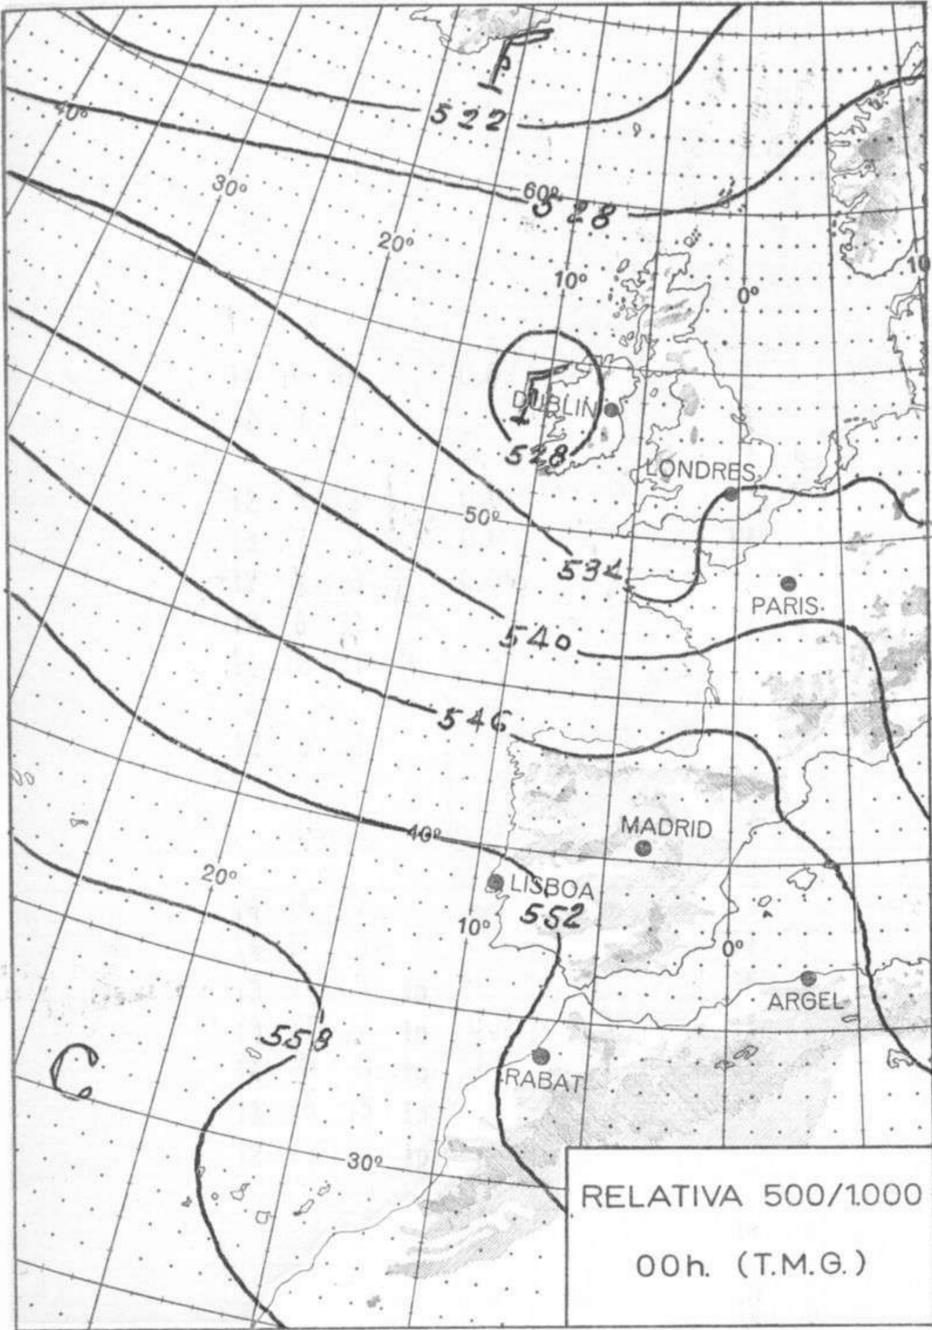 F
522
40°
60°
528
30°
20°
10°
0°
10
F
DUBLIN
528
LONDRES
50°
534
PARIS
540
546
40°
MADRID
20°
LISBOA
552
10°
0°
ARGEL
558
C
RABAT
30°
RELATIVA 500/1.000
00h. (T.M.G.)